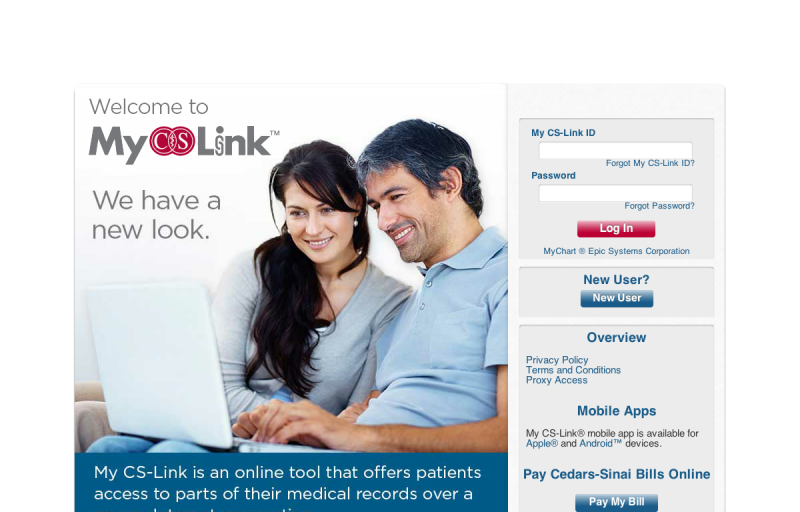 Welcome to
My CS Link™
We have a
new look.
My CS-Link is an online tool that offers patients
access to parts of their medical records over a
My CS-Link ID
Forgot My CS-Link ID?
Password
Forgot Password?
Log In
MyChart ® Epic Systems Corporation
New User?
New User
Overview
Privacy Policy
Terms and Conditions
Proxy Access
Mobile Apps
My CS-Link® mobile app is available for
Apple® and Android™ devices.
Pay Cedars-Sinai Bills Online
Pay My Bill